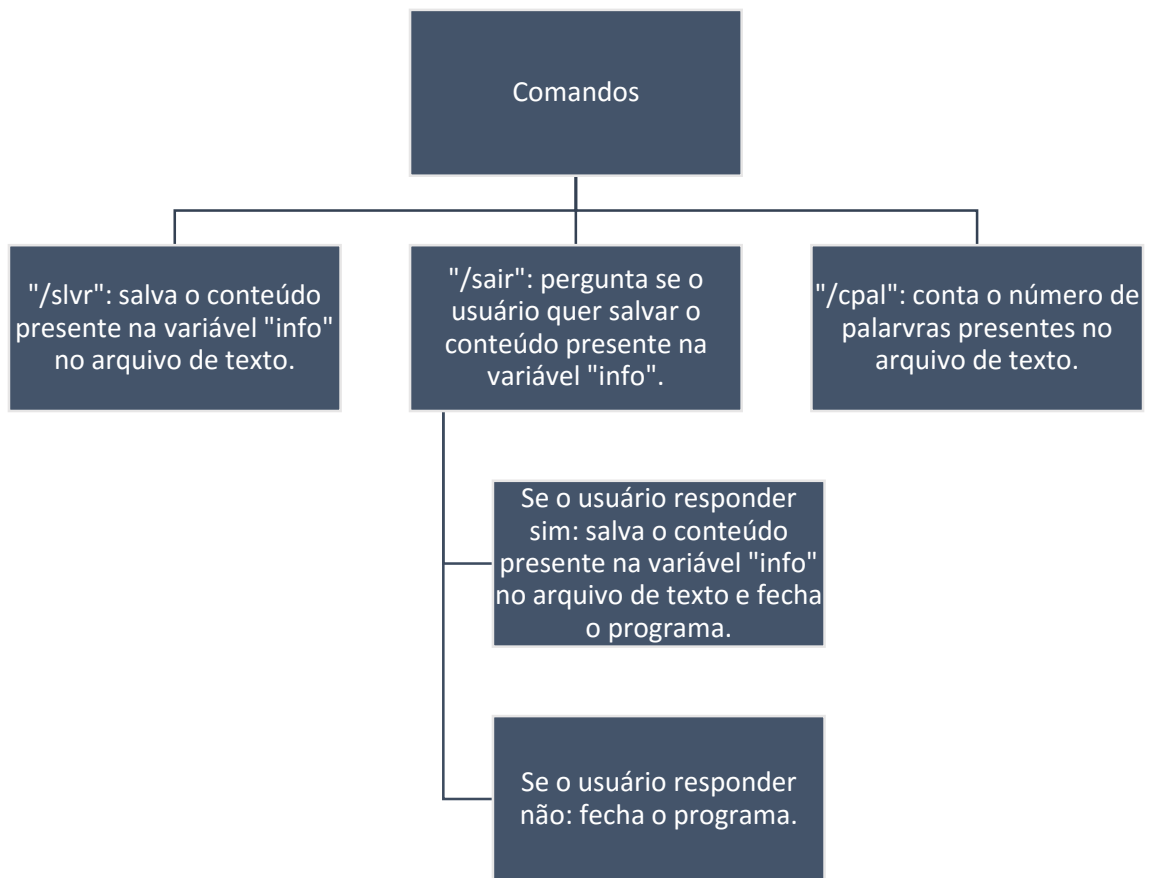 Comandos
"/slvr": salva o conteúdo
presente na variável "info"
no arquivo de texto.
"/sair": pergunta se o
usuário quer salvar o
conteúdo presente na
variável "info".
"/cpal": conta o número de
palarvras presentes no
arquivo de texto.
Se o usuário responder
sim: salva o conteúdo
presente na variável "info"
no arquivo de texto e fecha
o programa.
Se o usuário responder
não: fecha o programa.